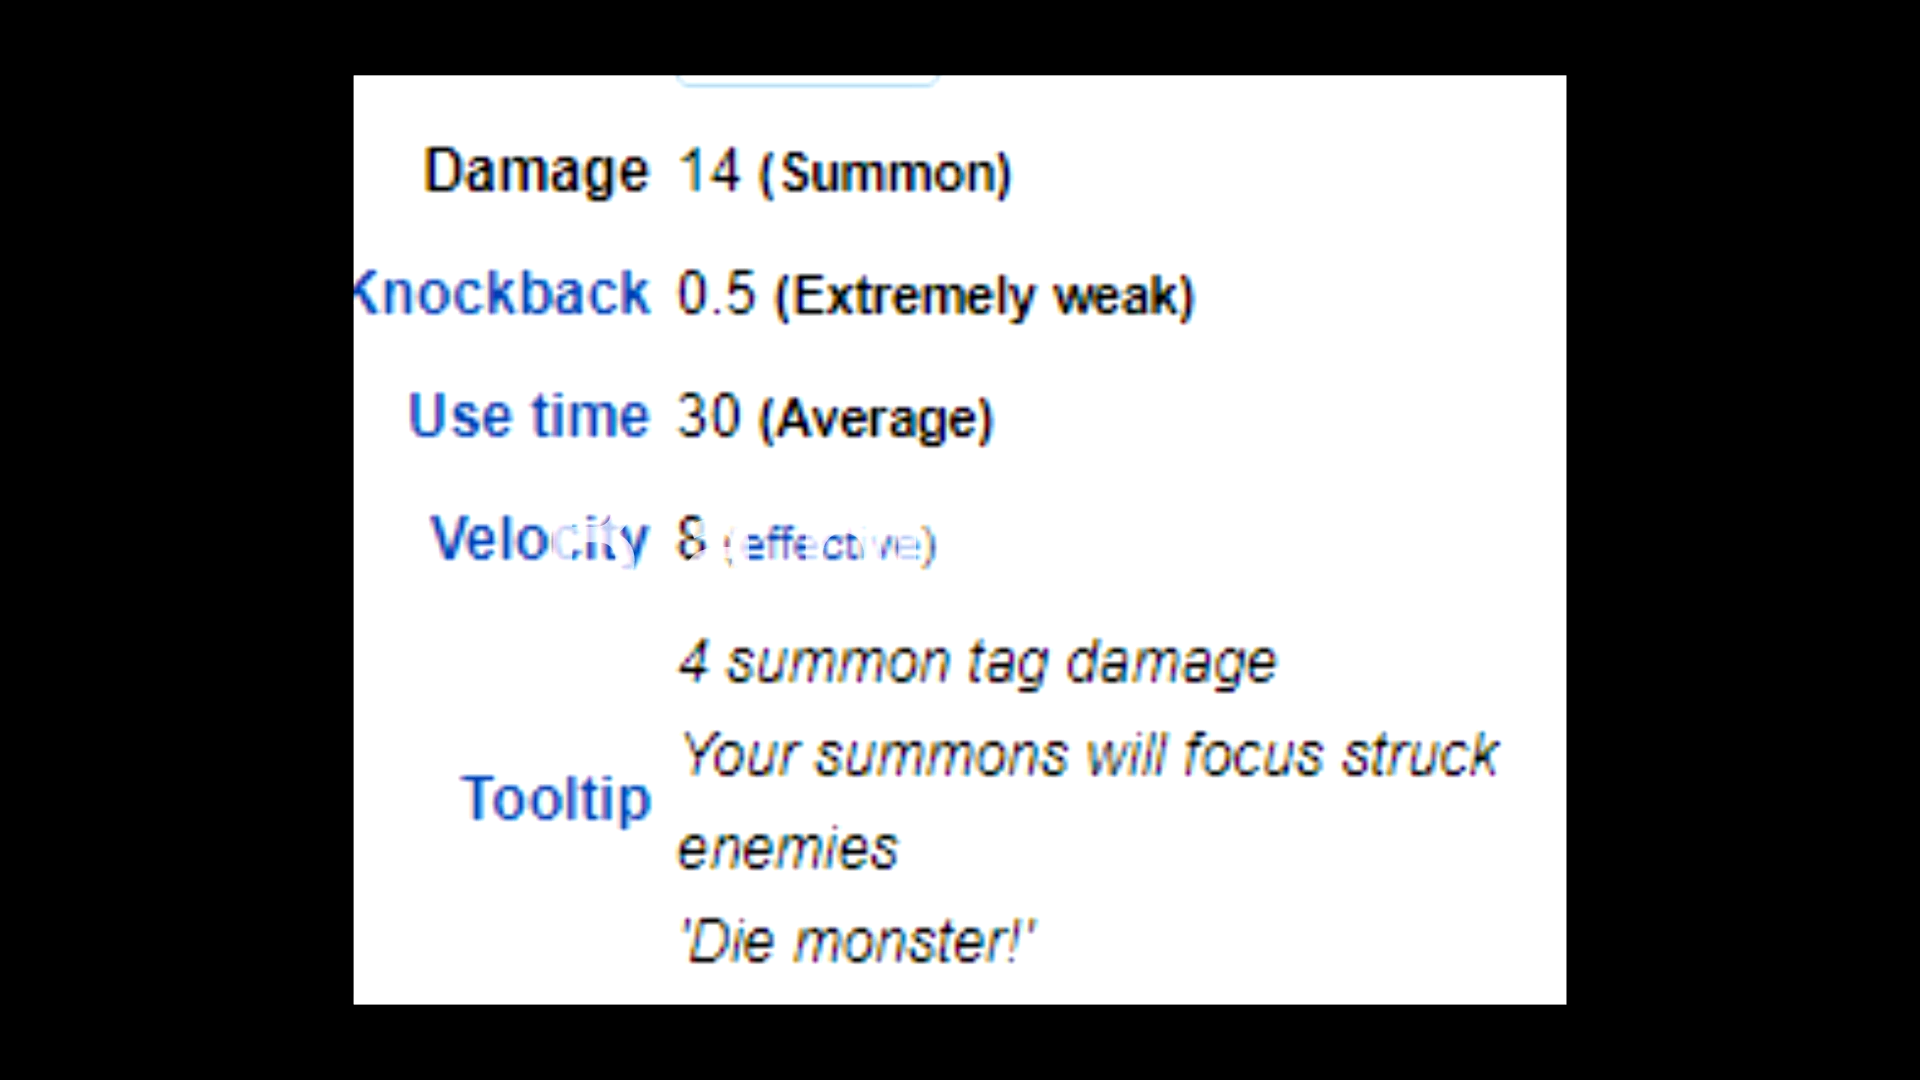 Damage 14 (Summon)
Knockback 0.5 (Extremely weak)
Use time 30 (Average)
Velocity 8 (effective)
4 summon tag damage
Your summons will focus struck
Tooltip
enemies
'Die monster!'